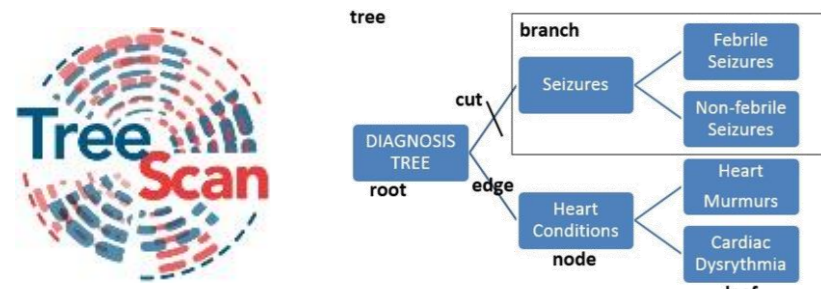 Tree
Scan
tree
branch
cut
edge
DIAGNOSIS
TREE
root
Seizures
Febrile
Seizures
Non-febrile
Seizures
Heart
Conditions
node
Heart
Murmurs
Cardiac
Dysrythmia